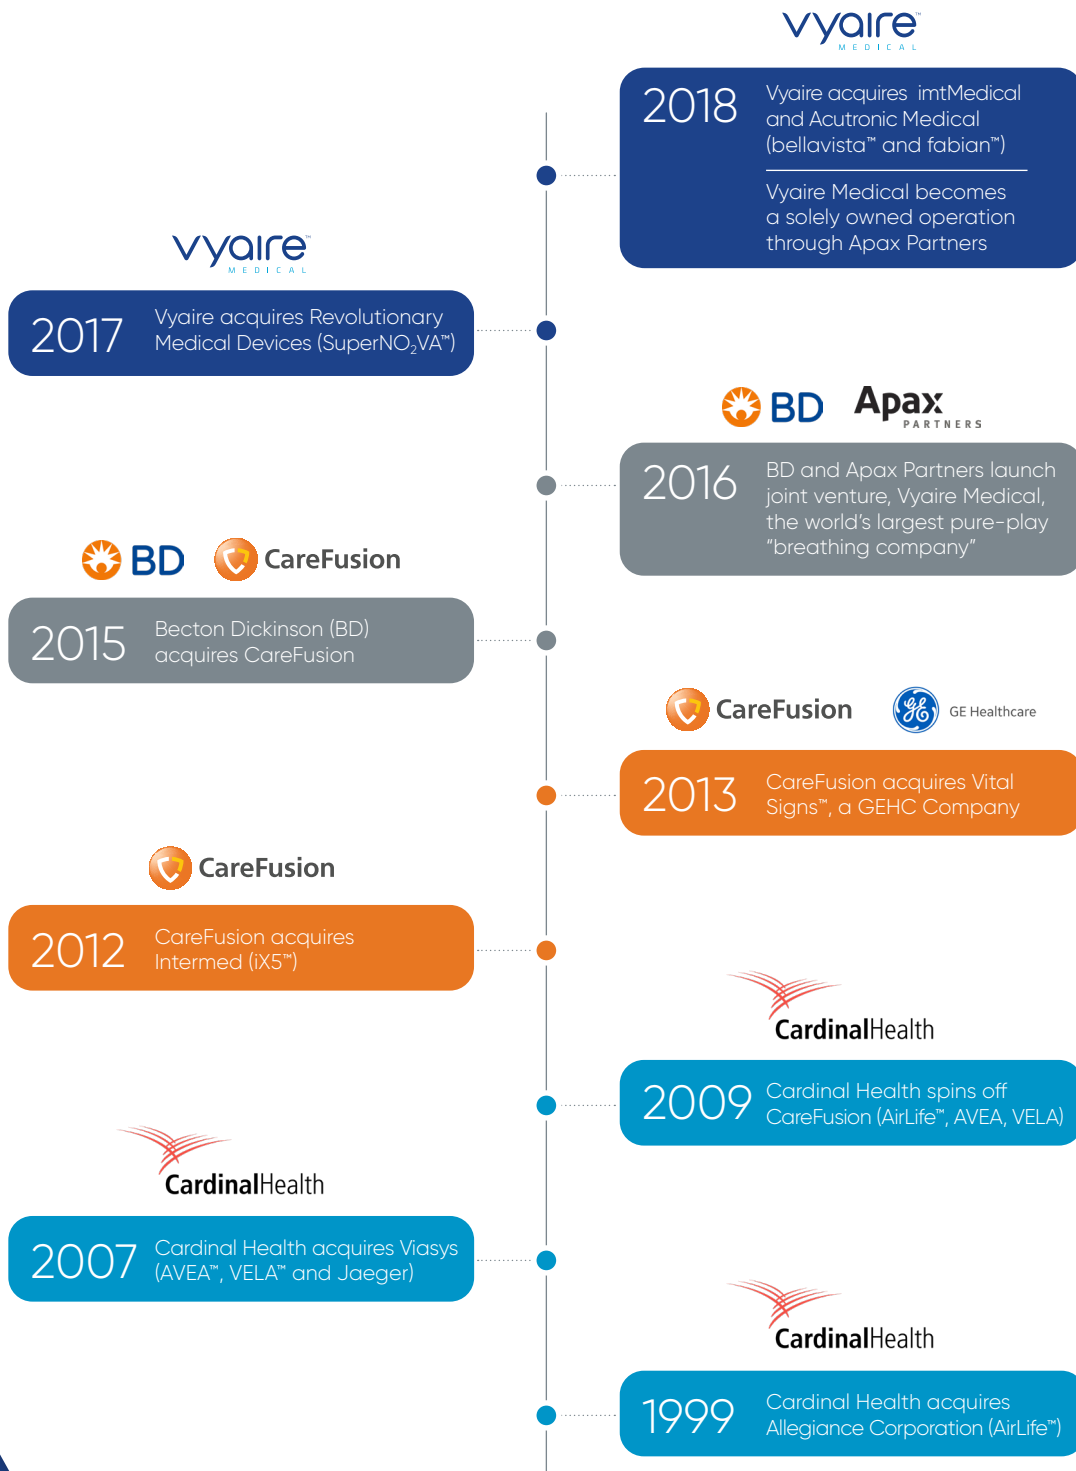 vyaire™
MEDICAL
2018
Vyaire acquires imtMedical
and Acutronic Medical
(bellavista™ and fabian™)
Vyaire Medical becomes
a solely owned operation
through Apax Partners
vyaire™
MEDICAL
2017
Vyaire acquires Revolutionary
Medical Devices (SuperNO₂VA™)
BD
Apax
PARTNERS
2016
BD and Apax Partners launch
joint venture, Vyaire Medical,
the world’s largest pure-play
“breathing company”
BD
CareFusion
2015
Becton Dickinson (BD)
acquires CareFusion
CareFusion
GE
GE Healthcare
2013
CareFusion acquires Vital
Signs™, a GEHC Company
CareFusion
2012
CareFusion acquires
Intermed (iX5™)
CardinalHealth
2009
Cardinal Health spins off
CareFusion (AirLife™, AVEA, VELA)
CardinalHealth
2007
Cardinal Health acquires Viasys
(AVEA™, VELA™ and Jaeger)
CardinalHealth
1999
Cardinal Health acquires
Allegiance Corporation (AirLife™)